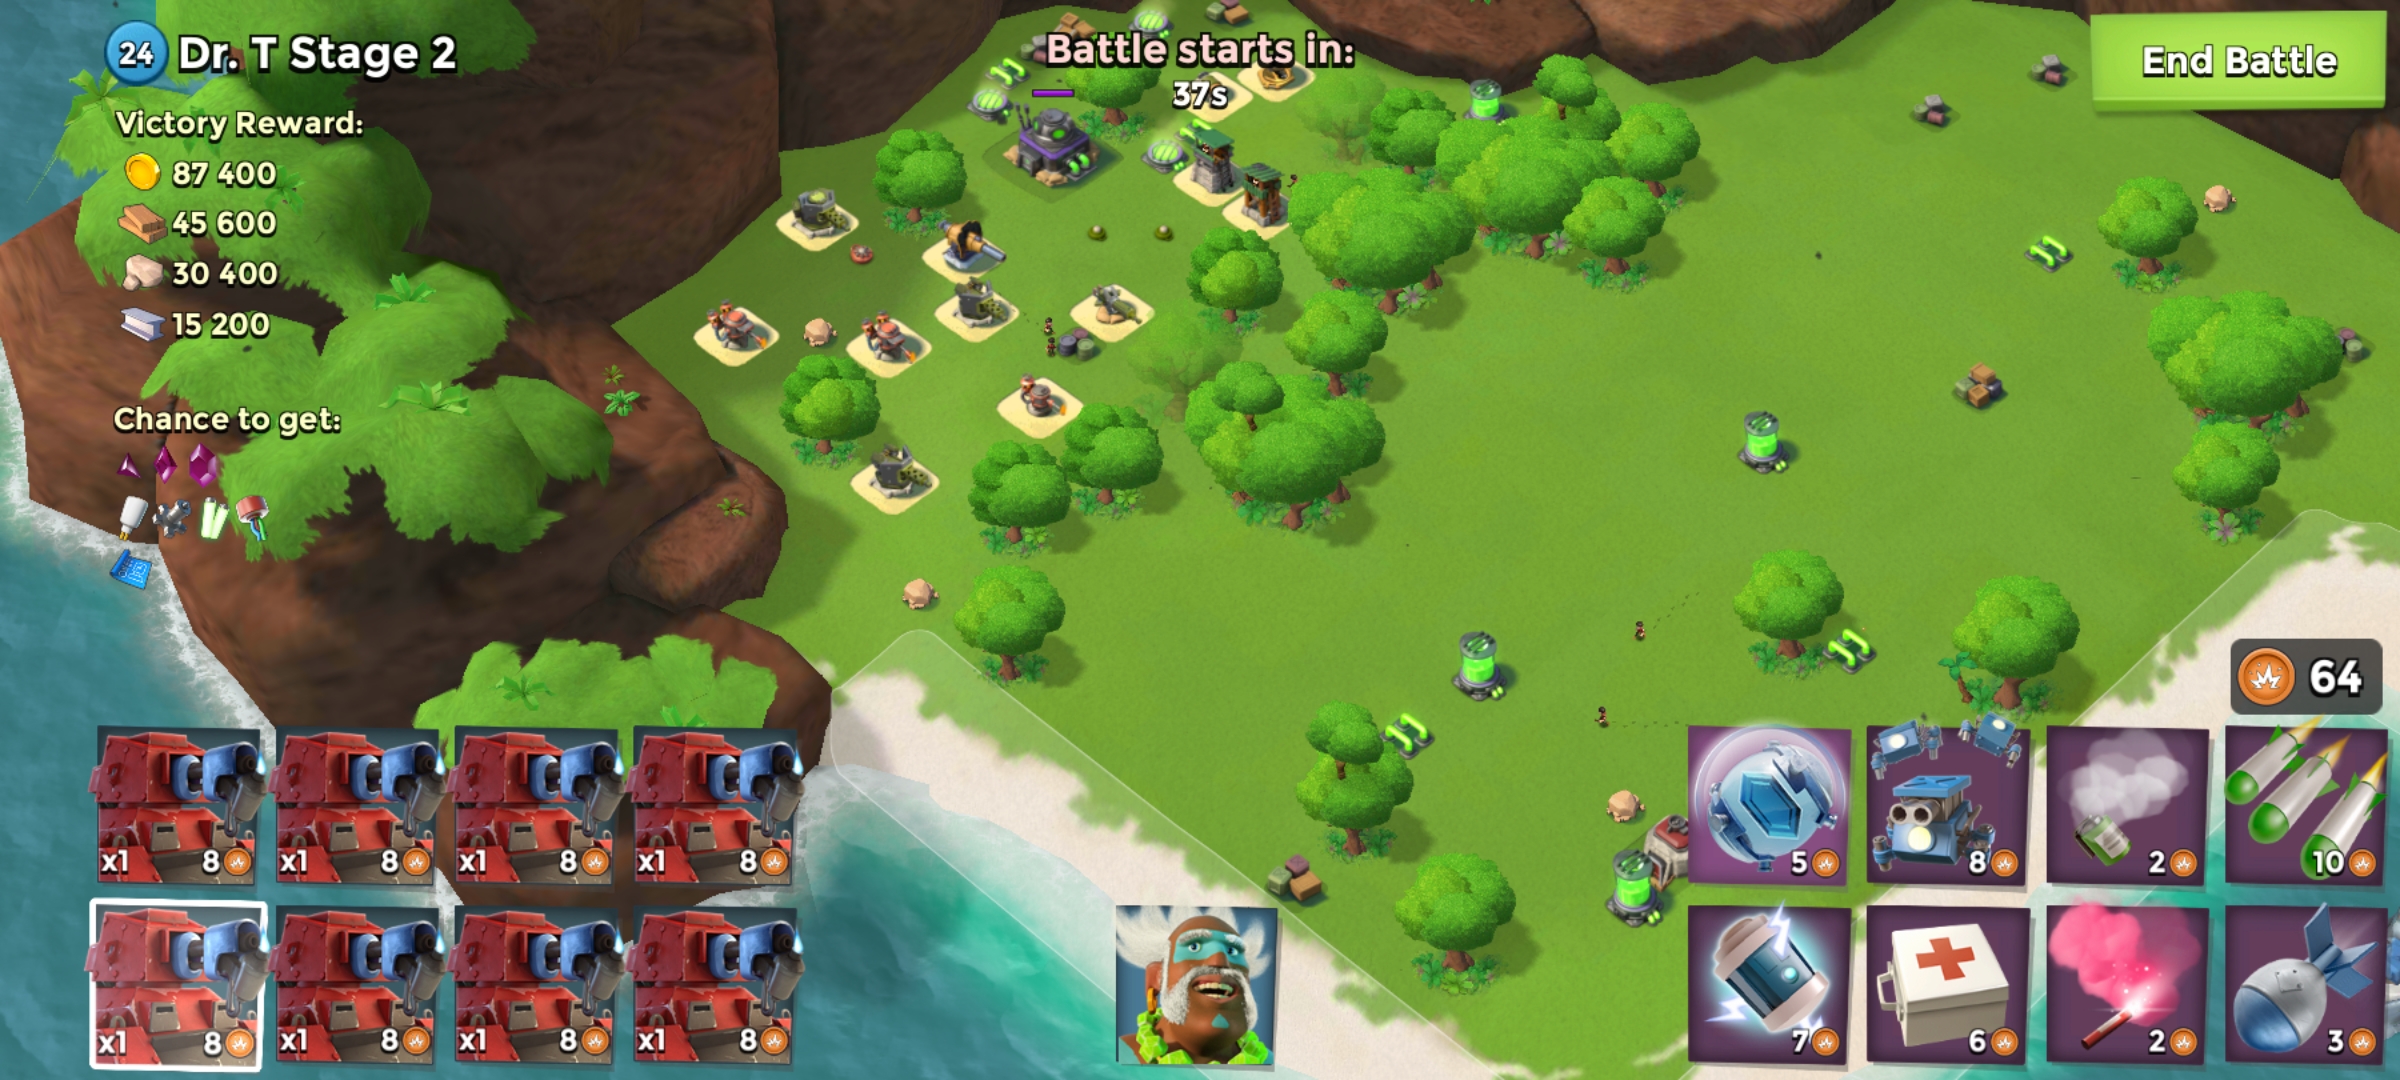 24 Dr. T Stage 2
Battle starts in:
37s
End Battle
Victory Reward:
87 400
45 600
30 400
15 200
Chance to get:
64
x1 8
x1 8
x1 8
x1 8
5
8
2
10
x1 8
x1 8
x1 8
x1 8
7
6
2
3